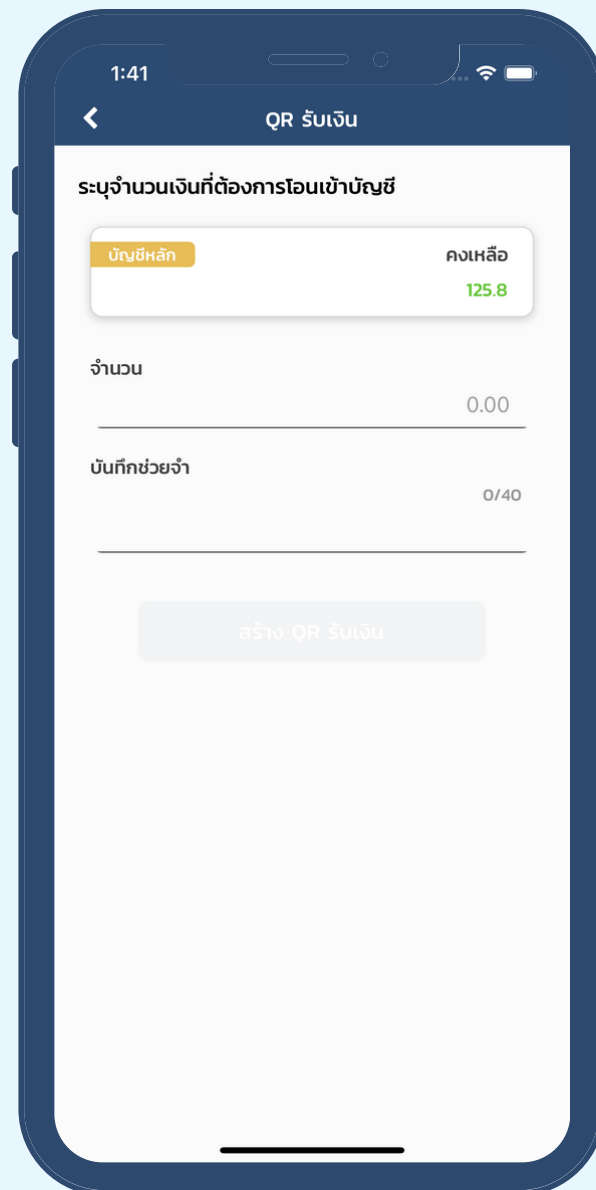 1:41
QR รับเงิน
ระบุจำนวนเงินที่ต้องการโอนเข้าบัญชี
บัญชีหลัก
คงเหลือ
125.8
จำนวน
0.00
บันทึกช่วยจำ
0/40
สร้าง QR รับเงิน